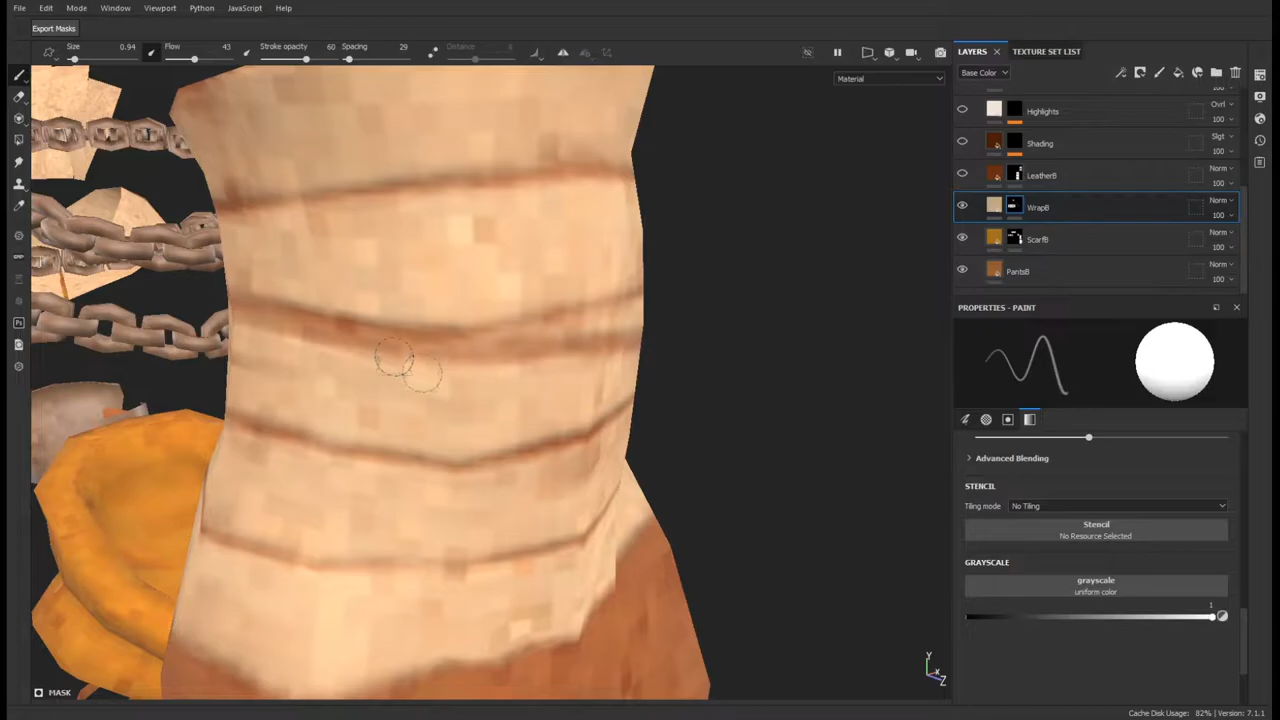 File Edit Mode Window Viewport Python JavaScript Help
Export Masks
Size 0.94 Flow 43 Stroke opacity 60 Spacing 29 Distance 8
Material
LAYERS TEXTURE SET LIST
Base Color
100
Highlights Ovrl 100
Shading Slgt 100
LeatherB Norm 100
WrapB Norm 100
ScarfB Norm 100
PantsB Norm 100
PROPERTIES - PAINT
Advanced Blending
STENCIL
Tiling mode No Tiling
Stencil
No Resource Selected
GRAYSCALE
grayscale
uniform color
1
Y
X
Z
MASK
Cache Disk Usage: 82% | Version: 7.1.1